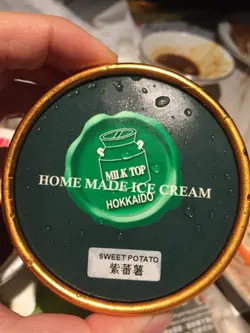 MILK TOP
HOME MADE ICE CREAM
HOKKAIDO
SWEET POTATO
紫蕃薯